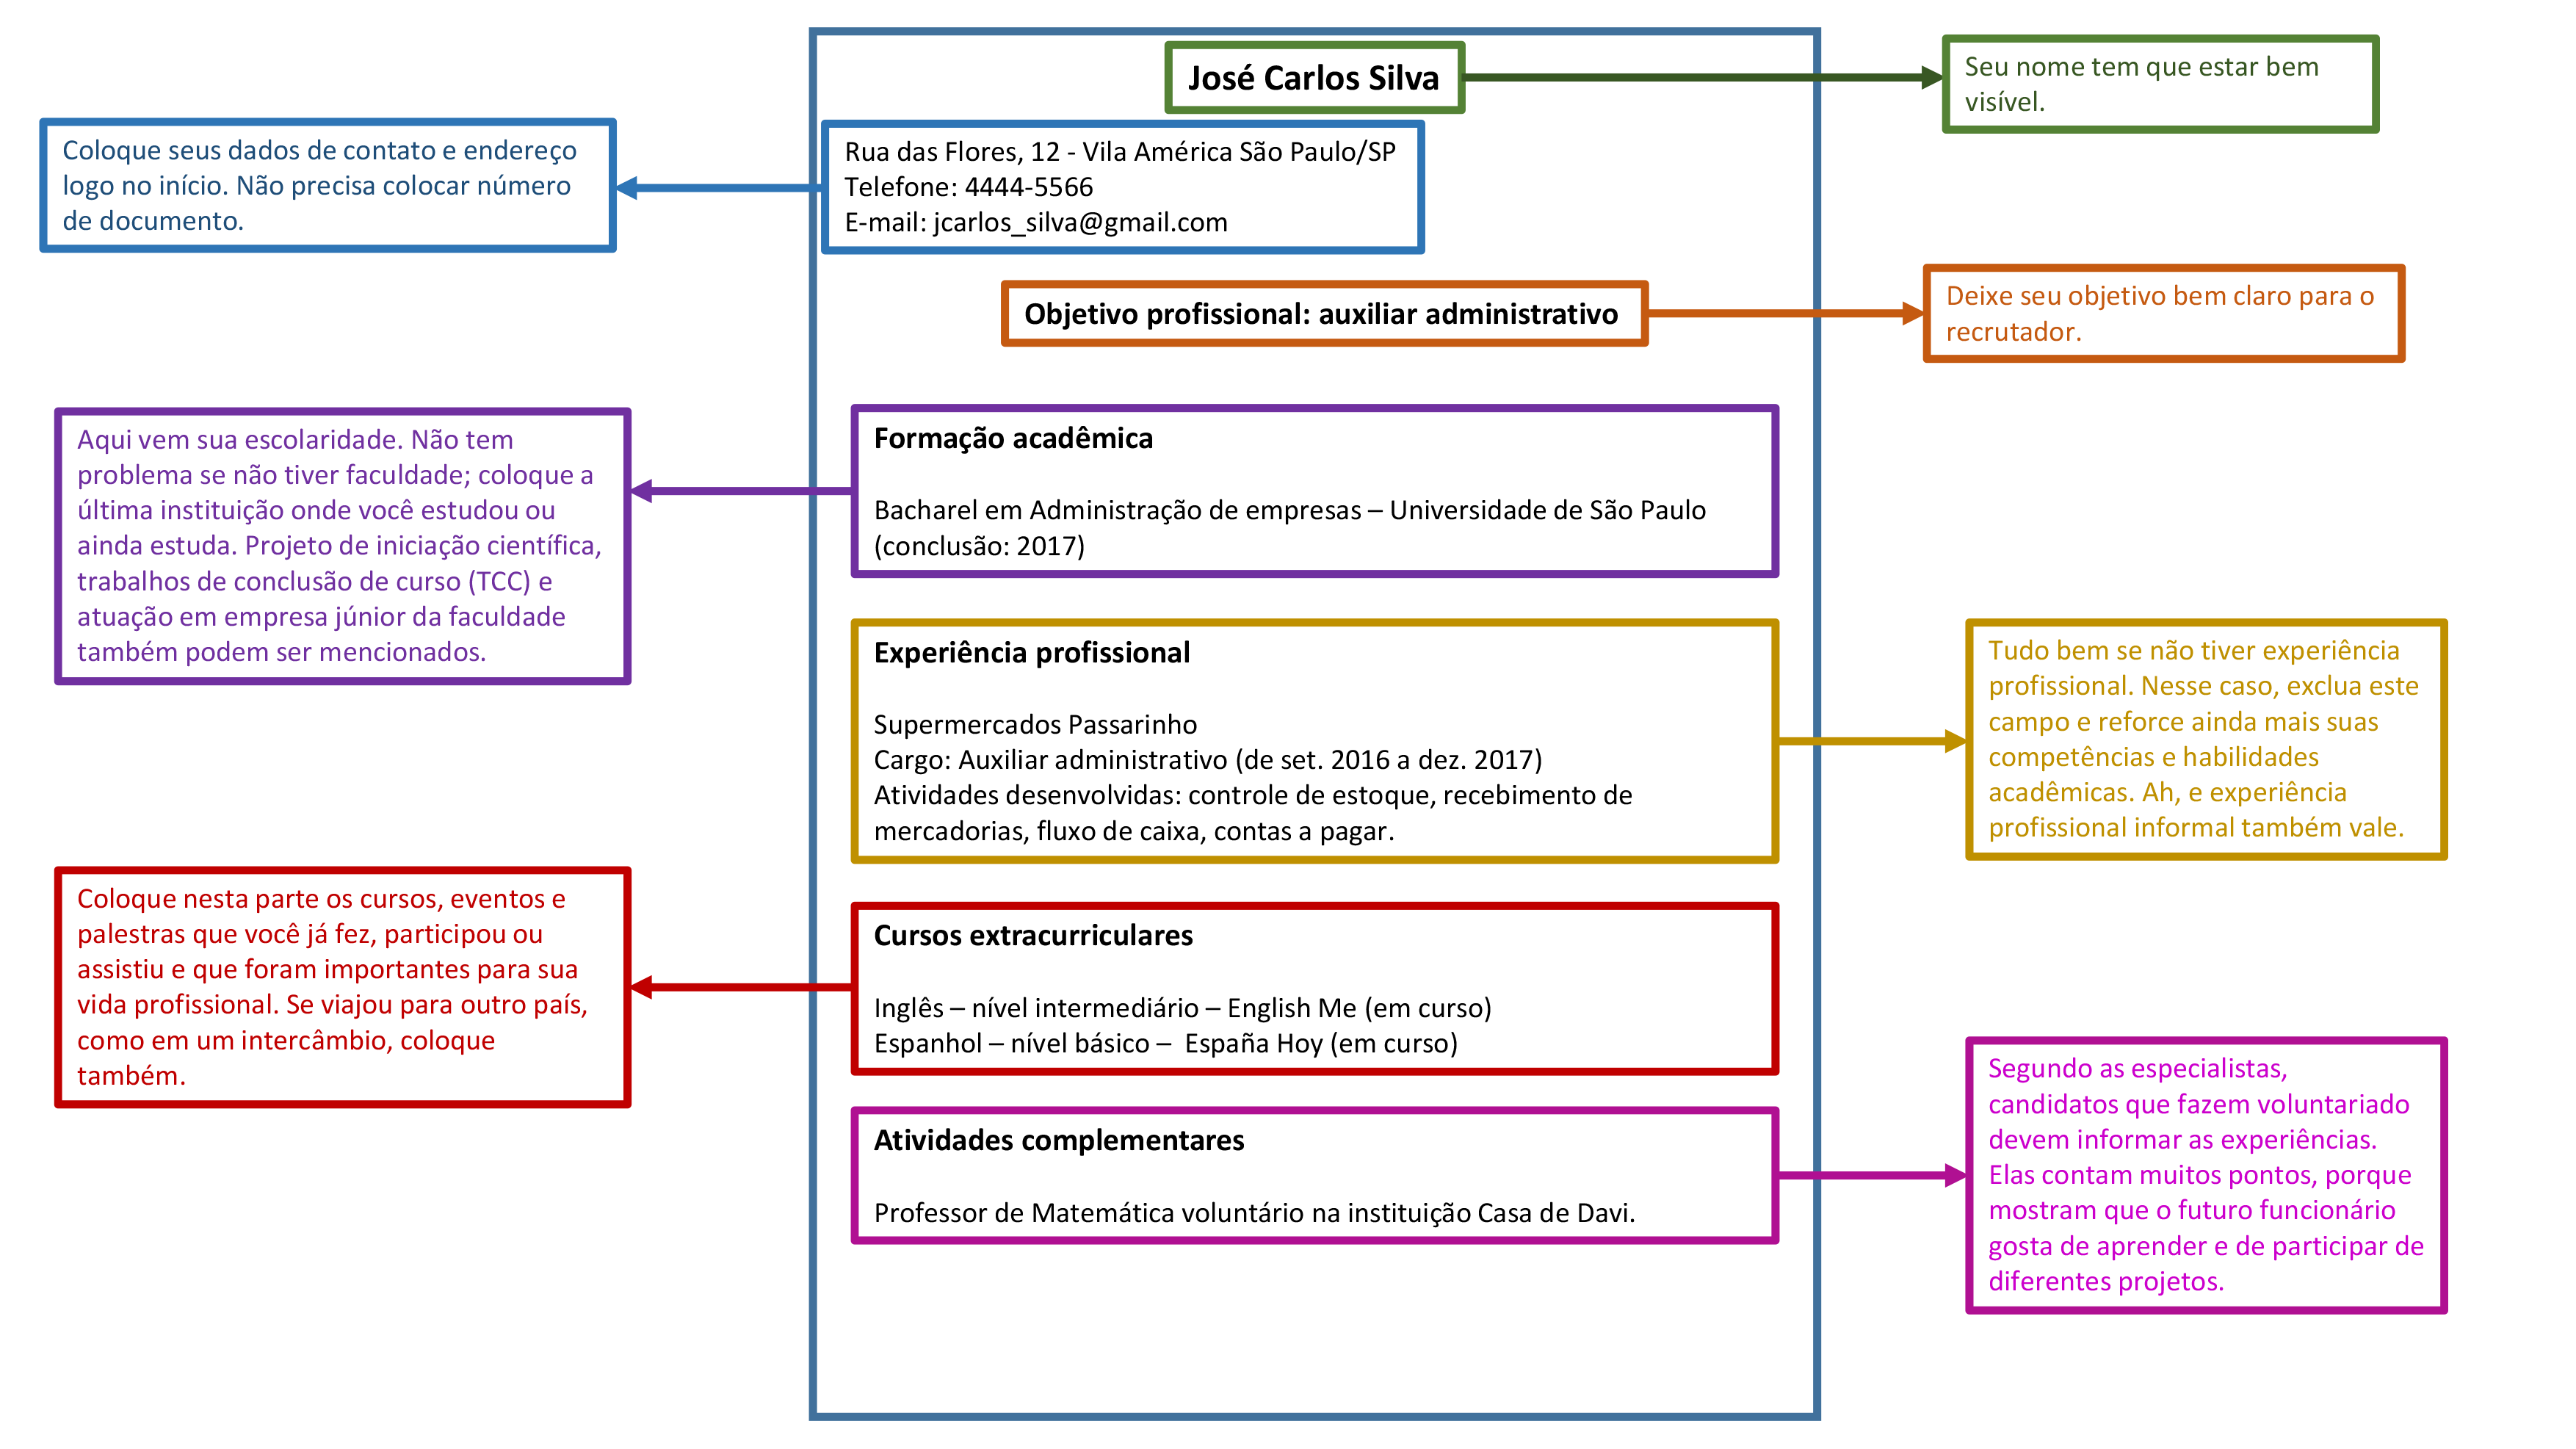 José Carlos Silva
Seu nome tem que estar bem
visível.
Coloque seus dados de contato e endereço
logo no início. Não precisa colocar número
de documento.
Rua das Flores, 12 - Vila América São Paulo/SP
Telefone: 4444-5566
E-mail: jcarlos_silva@gmail.com
Objetivo profissional: auxiliar administrativo
Deixe seu objetivo bem claro para o
recrutador.
Aqui vem sua escolaridade. Não tem
problema se não tiver faculdade; coloque a
última instituição onde você estudou ou
ainda estuda. Projeto de iniciação científica,
trabalhos de conclusão de curso (TCC) e
atuação em empresa júnior da faculdade
também podem ser mencionados.
Formação acadêmica
Bacharel em Administração de empresas – Universidade de São Paulo
(conclusão: 2017)
Experiência profissional
Supermercados Passarinho
Cargo: Auxiliar administrativo (de set. 2016 a dez. 2017)
Atividades desenvolvidas: controle de estoque, recebimento de
mercadorias, fluxo de caixa, contas a pagar.
Tudo bem se não tiver experiência
profissional. Nesse caso, exclua este
campo e reforce ainda mais suas
competências e habilidades
acadêmicas. Ah, e experiência
profissional informal também vale.
Coloque nesta parte os cursos, eventos e
palestras que você já fez, participou ou
assistiu e que foram importantes para sua
vida profissional. Se viajou para outro país,
como em um intercâmbio, coloque
também.
Cursos extracurriculares
Inglês – nível intermediário – English Me (em curso)
Espanhol – nível básico –  España Hoy (em curso)
Atividades complementares
Professor de Matemática voluntário na instituição Casa de Davi.
Segundo as especialistas,
candidatos que fazem voluntariado
devem informar as experiências.
Elas contam muitos pontos, porque
mostram que o futuro funcionário
gosta de aprender e de participar de
diferentes projetos.